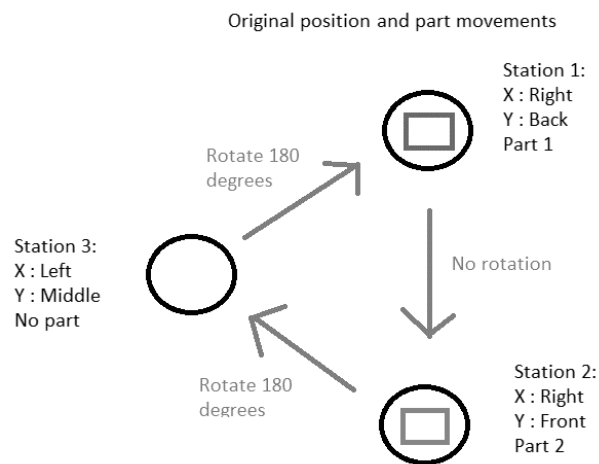 Original position and part movements
Station 1:
X : Right
Y : Back
Part 1
Rotate 180
degrees
Station 3:
X : Left
Y : Middle
No part
No rotation
Rotate 180
degrees
Station 2:
X : Right
Y : Front
Part 2